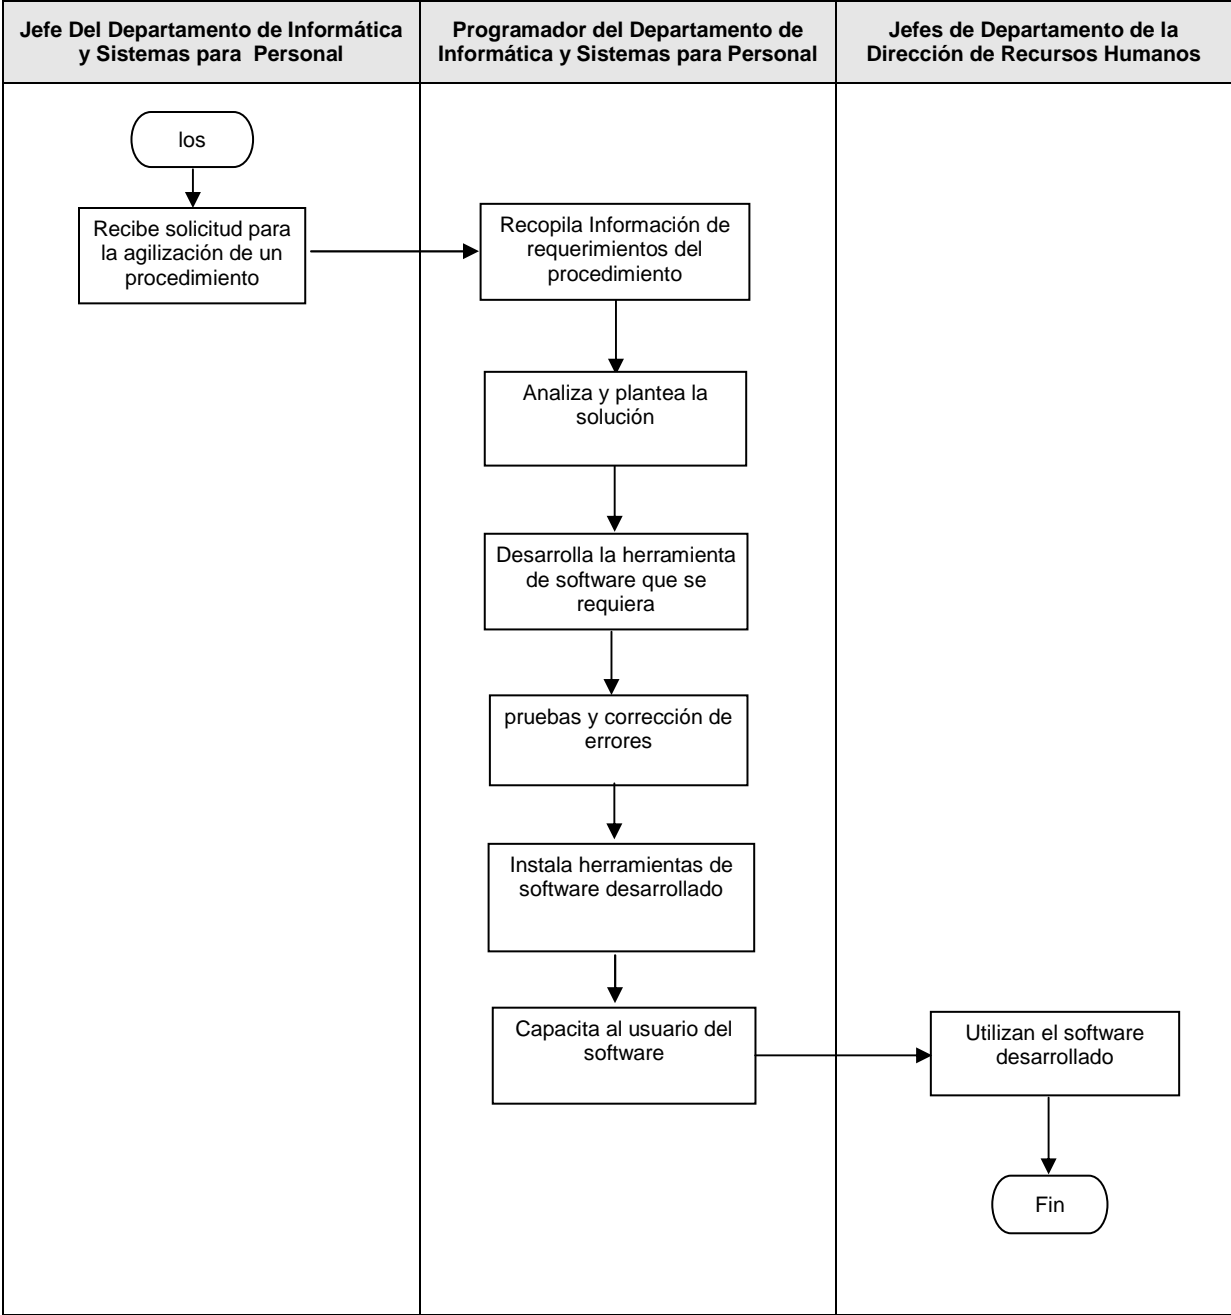 Jefe Del Departamento de Informática
y Sistemas para Personal
Programador del Departamento de
Informática y Sistemas para Personal
Jefes de Departamento de la
Dirección de Recursos Humanos
los
Recibe solicitud para
la agilización de un
procedimiento
Recopila Información de
requerimientos del
procedimiento
Analiza y plantea la
solución
Desarrolla la herramienta
de software que se
requiera
pruebas y corrección de
errores
Instala herramientas de
software desarrollado
Capacita al usuario del
software
Utilizan el software
desarrollado
Fin